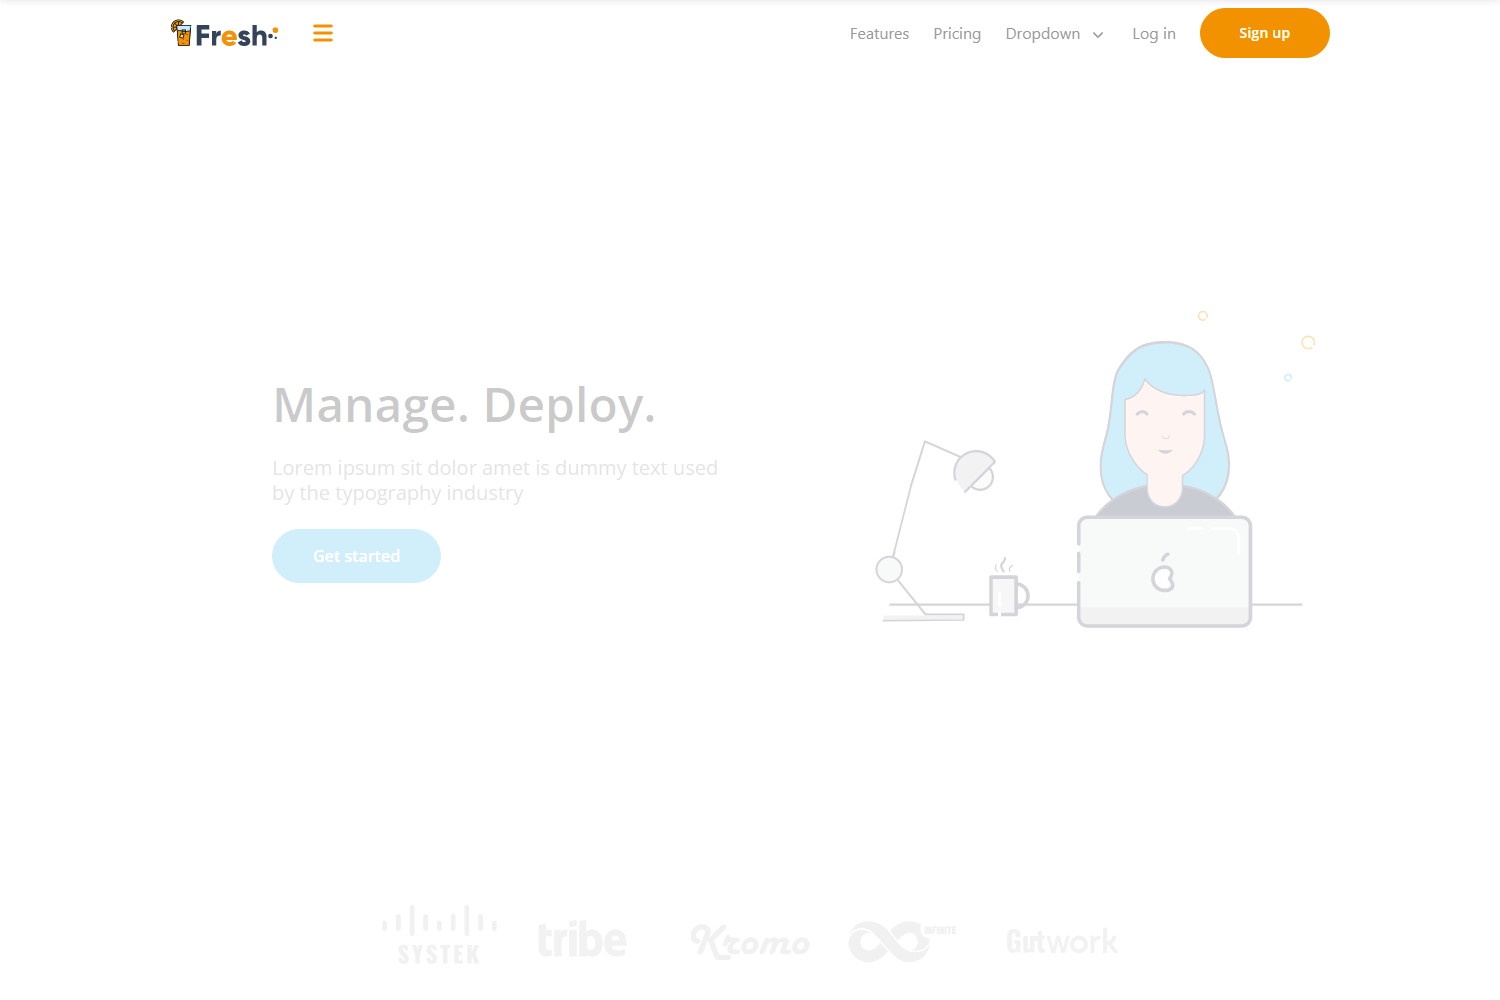 Fresh
Features
Pricing
Dropdown
Log in
Sign up
Manage. Deploy.
Lorem ipsum sit dolor amet is dummy text used
by the typography industry
Get started
SYSTEK
tribe
Kromo
INFINITE
Gutwork